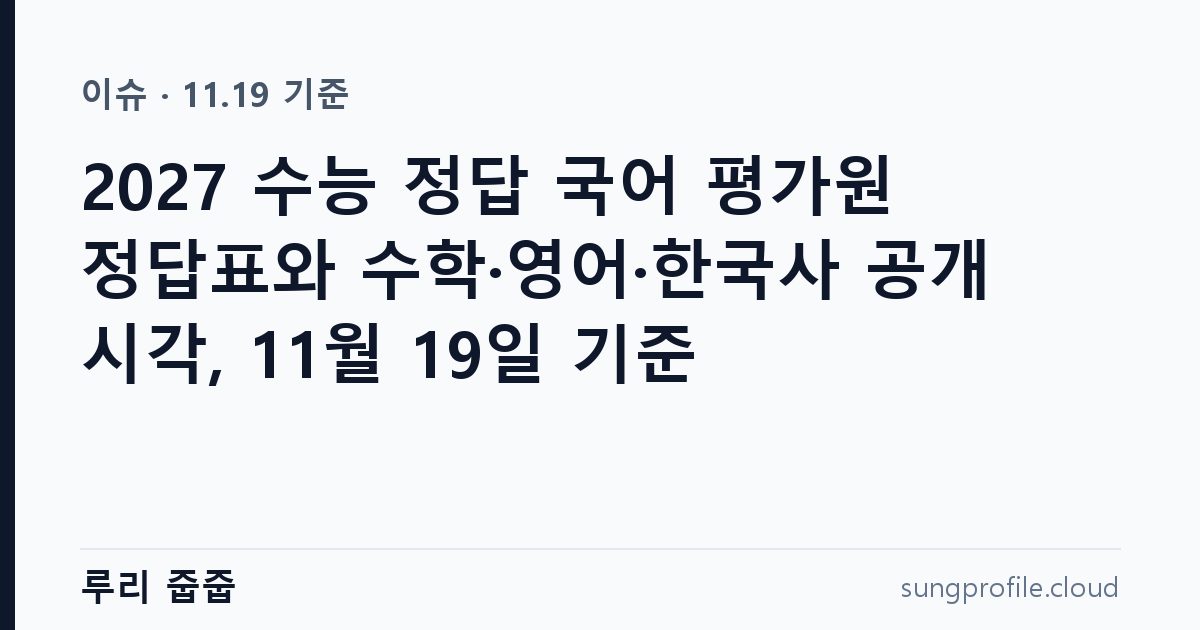 이슈 · 11.19 기준
2027 수능 정답 국어 평가원
정답표와 수학·영어·한국사 공개
시각, 11월 19일 기준
루리 줍줍
sungprofile.cloud